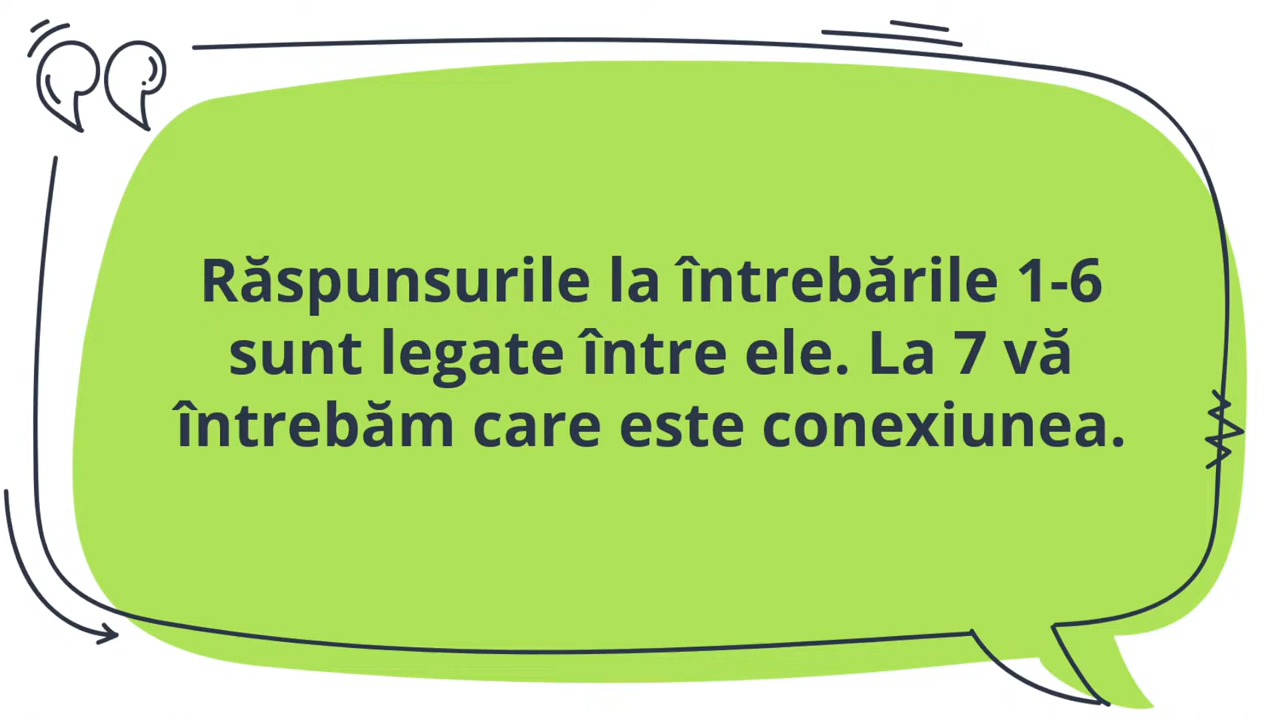 Răspunsurile la întrebările 1-6
sunt legate între ele. La 7 vă
întrebăm care este conexiunea.